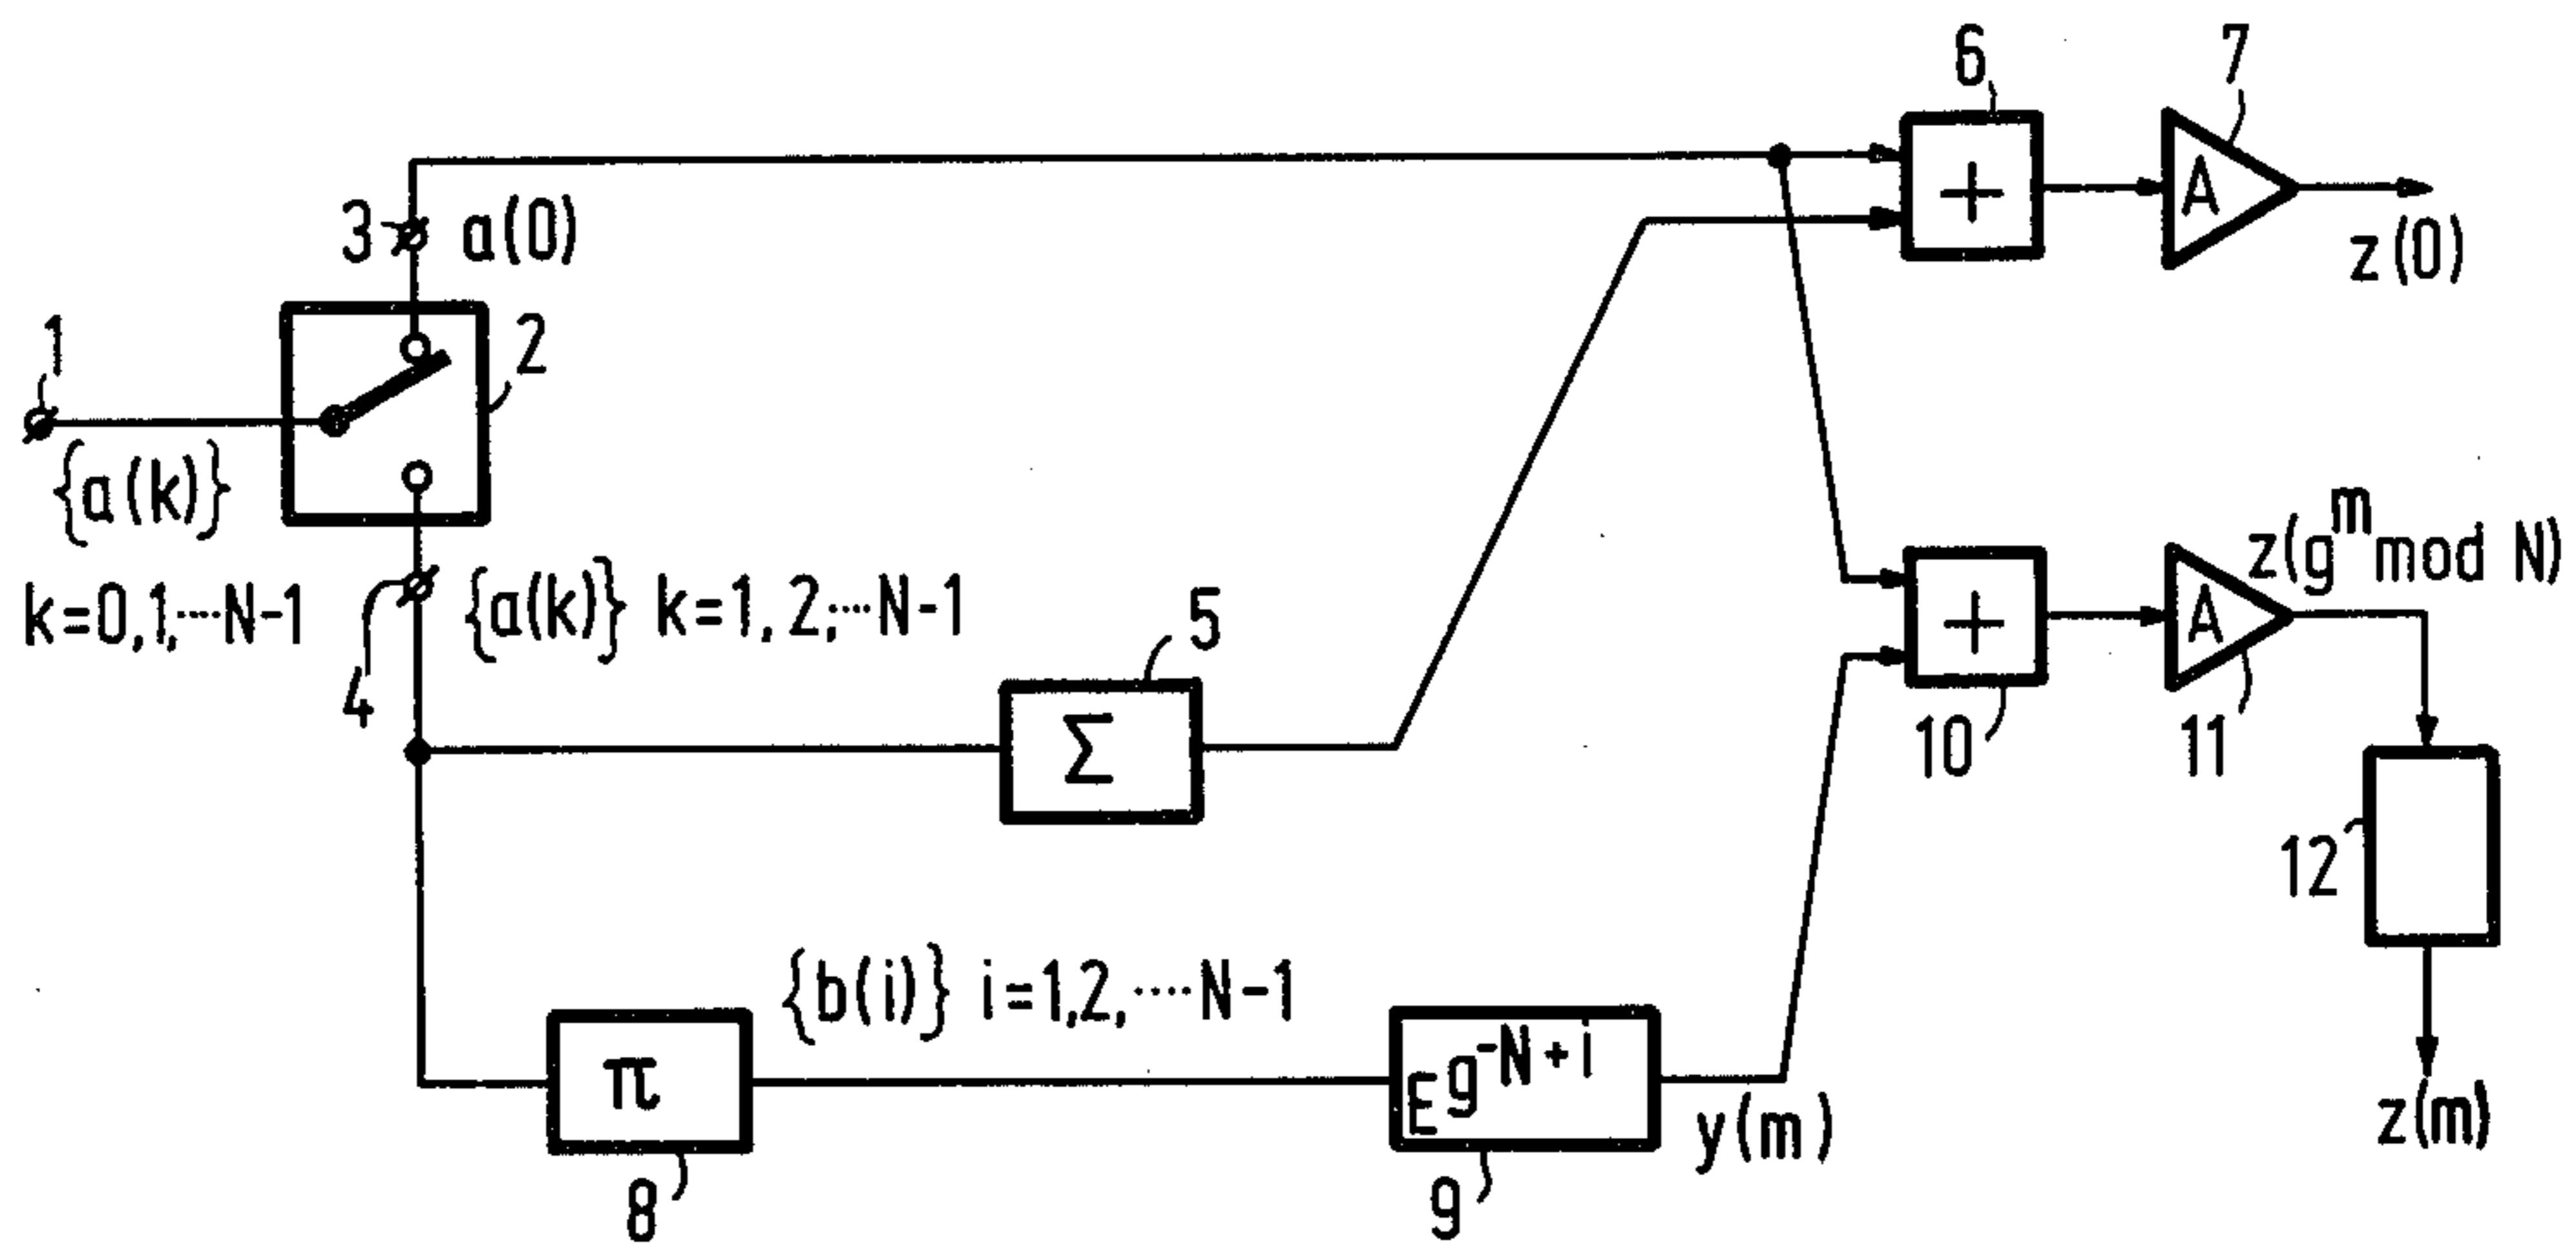 6
7
+
A
z(0)
3
a(0)
1
2
{a(k)}
k=0,1,····N-1
4
{a(k)} k=1,2,····N-1
5
Σ
+
10
A
11
z(g^m mod N)
12
z(m)
π
8
{b(i)} i=1,2,····N-1
E^g^-N+i
9
y(m)